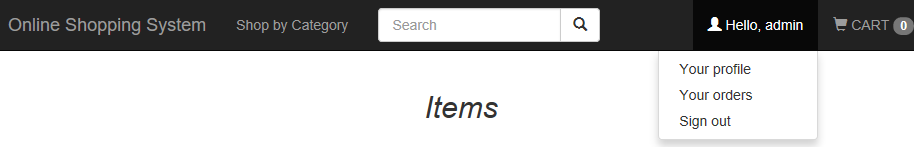 Online Shopping System Shop by Category Search Hello, admin CART 0
Your profile
Your orders
Sign out
Items